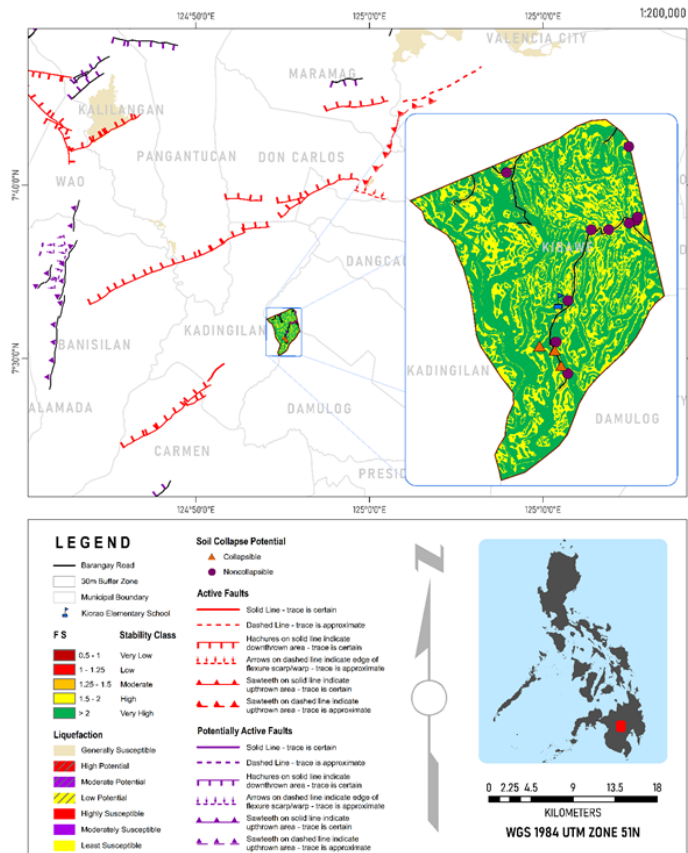 1:200,000
124°50'0"E
125°0'0"E
125°10'0"E
VALENCIA CITY
MARAMAG
KALILANGAN
PANGANTUCAN
DON CARLOS
WAO
7°40'0"N
DANGCA
KADINGILAN
BANISILAN
7°30'0"N
ALAMADA
DAMULOG
CARMEN
PRESI
KADINGILAN
DAMULOG
124°50'0"E
125°0'0"E
125°10'0"E
LEGEND
Barangay Road
30m Buffer Zone
Municipal Boundary
Kiorao Elementary School
F S Stability Class
0.5 - 1 Very Low
1 - 1.25 Low
1.25 - 1.5 Moderate
1.5 - 2 High
> 2 Very High
Liquefaction
Generally Susceptible
High Potential
Moderate Potential
Low Potential
Highly Susceptible
Moderately Susceptible
Least Susceptible
Soil Collapse Potential
Collapsible
Noncollapsible
Active Faults
Solid Line - trace is certain
Dashed Line - trace is approximate
Hachures on solid line indicate
downthrown area - trace is certain
Arrows on dashed line indicate edge of
flexure scarp/warp - trace is approximate
Sawteeth on solid line indicate
upthrown area - trace is certain
Sawteeth on dashed line indicate
upthrown area - trace is approximate
Potentially Active Faults
Solid Line - trace is certain
Dashed Line - trace is approximate
Hachures on solid line indicate
downthrown area - trace is certain
Arrows on dashed line indicate edge of
flexure scarp/warp - trace is approximate
Sawteeth on solid line indicate
upthrown area - trace is certain
Sawteeth on dashed line indicate
upthrown area - trace is approximate
N
0 2.25 4.5 9 13.5 18
KILOMETERS
WGS 1984 UTM ZONE 51N